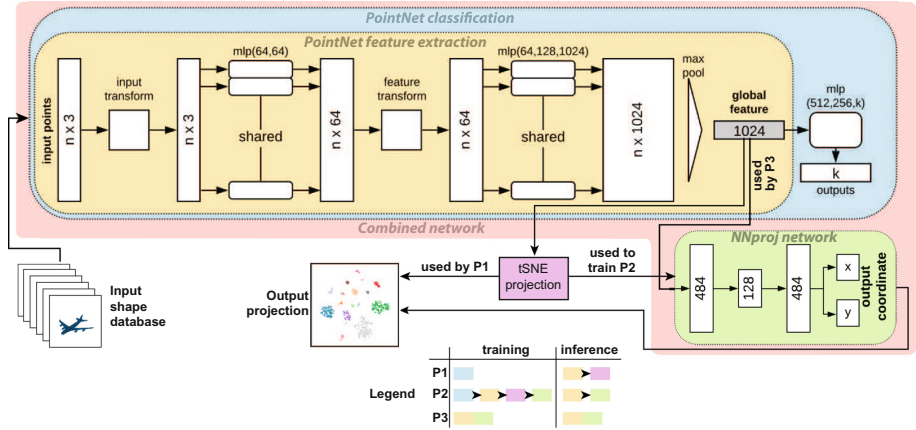 PointNet classification
PointNet feature extraction
mlp(64,64)
mlp(64,128,1024)
input
transform
feature
transform
max
pool
mlp
(512,256,k)
global
feature
input points
n x 3
n x 3
shared
n x 64
n x 64
shared
n x 1024
1024
k
outputs
used
by P3
Combined network
NNproj network
used by P1
tSNE
projection
used to
train P2
484
128
484
x
y
output
coordinate
Input
shape
database
Output
projection
training
inference
Legend
P1
P2
P3